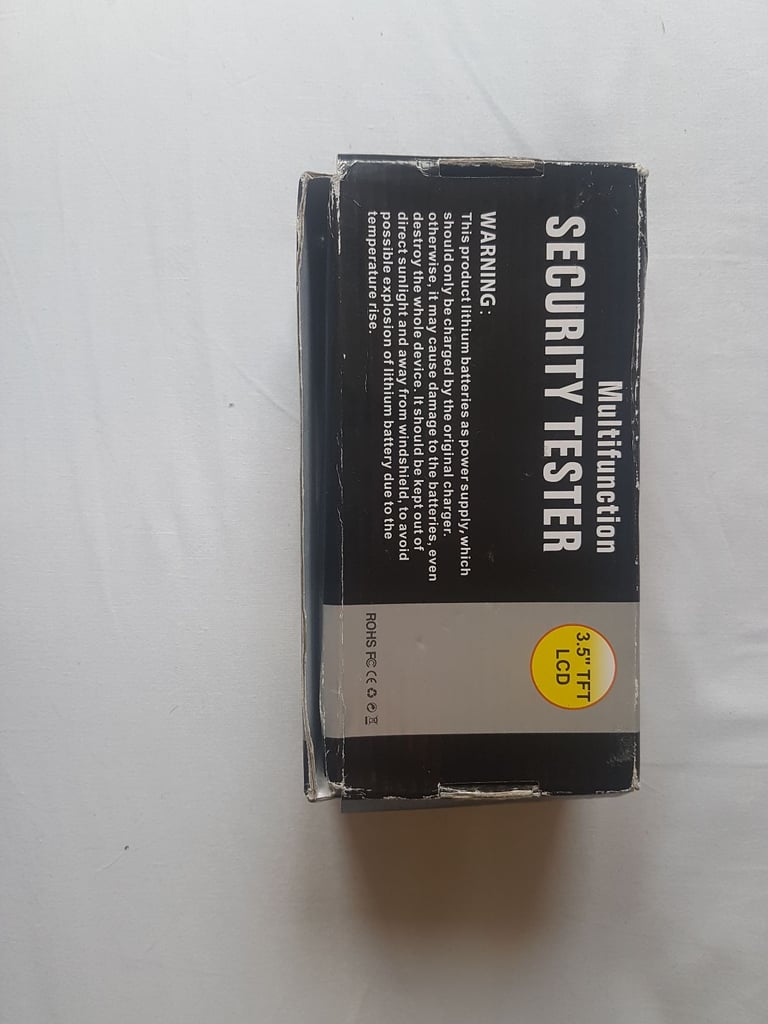 Multifunction
SECURITY TESTER
WARNING:
This product lithium batteries as power supply, which
should only be charged by the original charger.
otherwise, it may cause damage to the batteries, even
destroy the whole device. It should be kept out of
direct sunlight and away from windshield, to avoid
possible explosion of lithium battery due to the
temperature rise.
3.5" TFT
LCD
ROHS FC CE